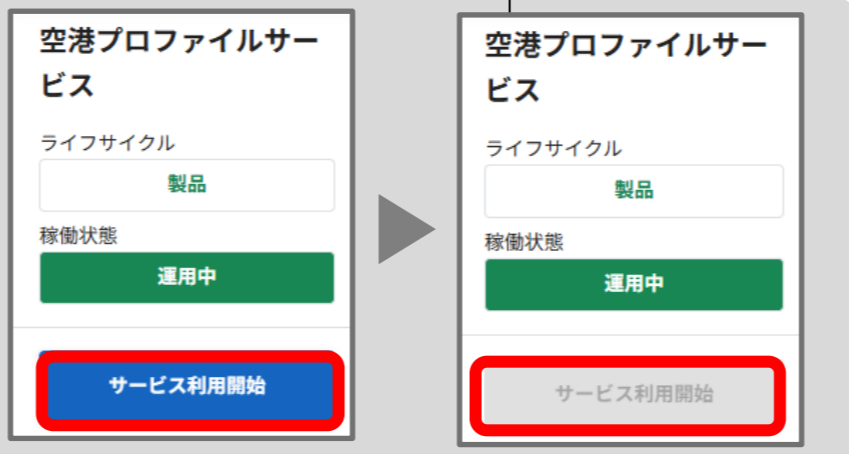 空港プロファイルサー
ビス
ライフサイクル
製品
稼働状態
運用中
サービス利用開始
空港プロファイルサー
ビス
ライフサイクル
製品
稼働状態
運用中
サービス利用開始